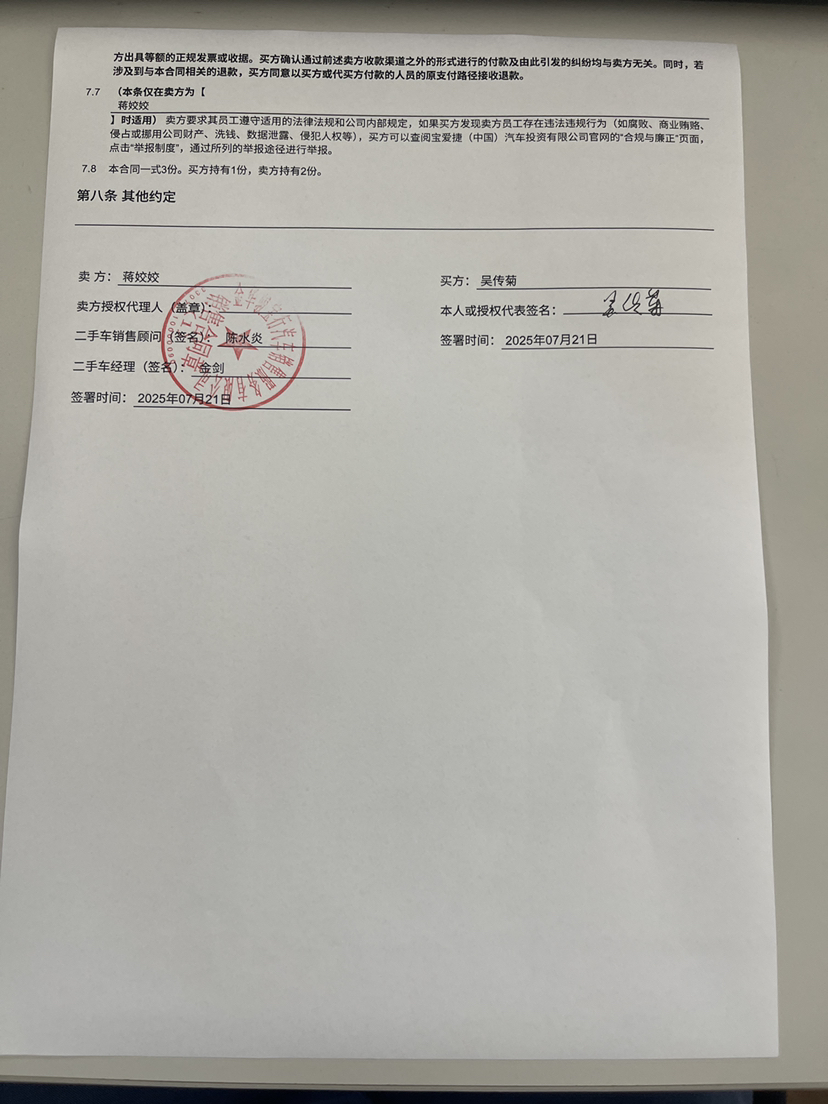 方出具等额的正规发票或收据。买方确认通过前述卖方收款渠道之外的形式进行的付款及由此引发的纠纷均与卖方无关。同时，若
涉及到与本合同相关的退款，买方同意以买方或代买方付款的人员的原支付路径接收退款。
7.7 （本条仅在卖方为【
蒋姣姣
】时适用） 卖方要求其员工遵守适用的法律法规和公司内部规定，如果买方发现卖方员工存在违法违规行为（如腐败、商业贿赂、
侵占或挪用公司财产、洗钱、数据泄露、侵犯人权等），买方可以查阅宝爱捷（中国）汽车投资有限公司官网的“合规与廉正”页面，
点击“举报制度”，通过所列的举报途径进行举报。
7.8 本合同一式3份。买方持有1份，卖方持有2份。
第八条 其他约定
卖 方： 蒋姣姣
卖方授权代理人（盖章）：
二手车销售顾问（签名）： 陈水炎
二手车经理（签名）： 金剑
签署时间： 2025年07月21日
买方： 吴传菊
本人或授权代表签名：
签署时间： 2025年07月21日
汽车销售服务有限公司
销售合同章